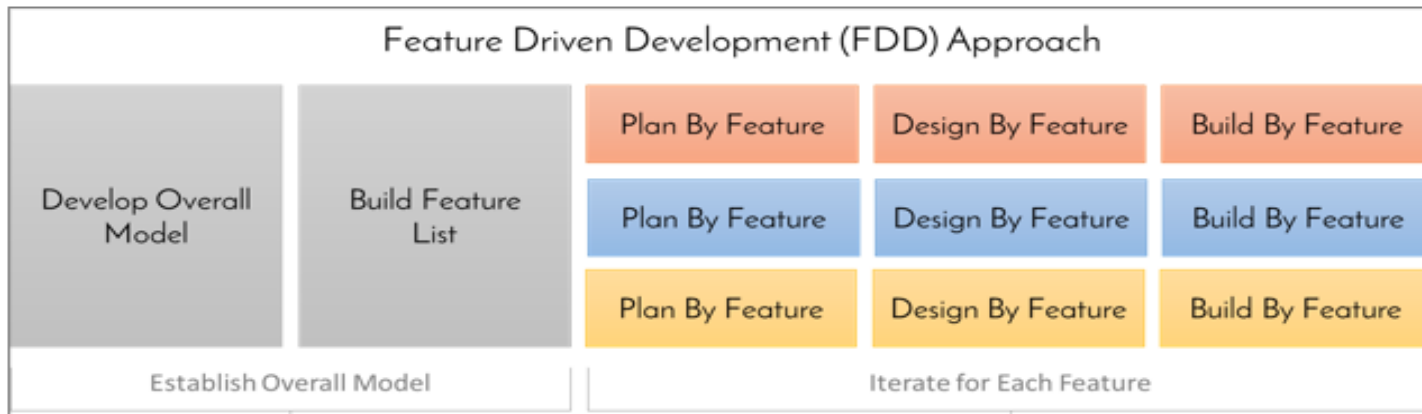 Feature Driven Development (FDD) Approach
Develop Overall
Model
Build Feature
List
Plan By Feature
Design By Feature
Build By Feature
Plan By Feature
Design By Feature
Build By Feature
Plan By Feature
Design By Feature
Build By Feature
Establish Overall Model
Iterate for Each Feature